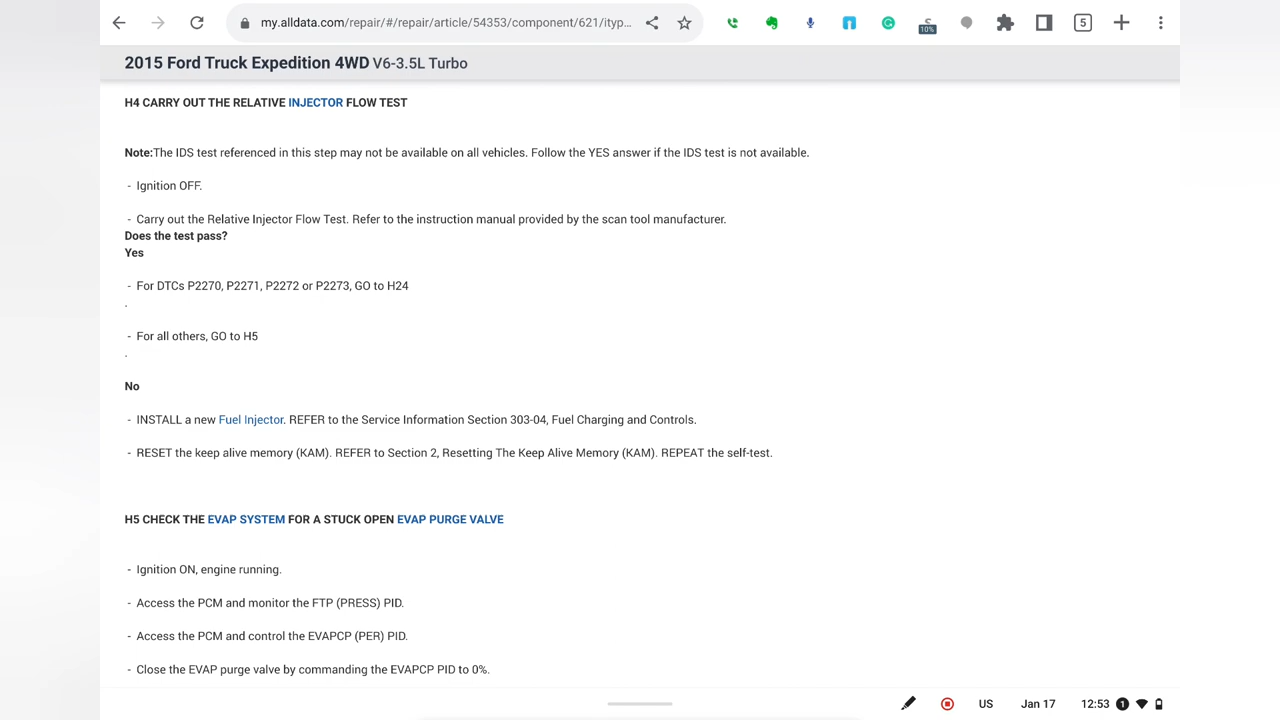 my.alldata.com/repair/#/repair/article/54353/component/621/ityp...
10%
5
2015 Ford Truck Expedition 4WD V6-3.5L Turbo
H4 CARRY OUT THE RELATIVE INJECTOR FLOW TEST
Note:The IDS test referenced in this step may not be available on all vehicles. Follow the YES answer if the IDS test is not available.
- Ignition OFF.
- Carry out the Relative Injector Flow Test. Refer to the instruction manual provided by the scan tool manufacturer.
Does the test pass?
Yes
- For DTCs P2270, P2271, P2272 or P2273, GO to H24
.
- For all others, GO to H5
.
No
- INSTALL a new Fuel Injector. REFER to the Service Information Section 303-04, Fuel Charging and Controls.
- RESET the keep alive memory (KAM). REFER to Section 2, Resetting The Keep Alive Memory (KAM). REPEAT the self-test.
H5 CHECK THE EVAP SYSTEM FOR A STUCK OPEN EVAP PURGE VALVE
- Ignition ON, engine running.
- Access the PCM and monitor the FTP (PRESS) PID.
- Access the PCM and control the EVAPCP (PER) PID.
- Close the EVAP purge valve by commanding the EVAPCP PID to 0%.
US Jan 17 12:53 1